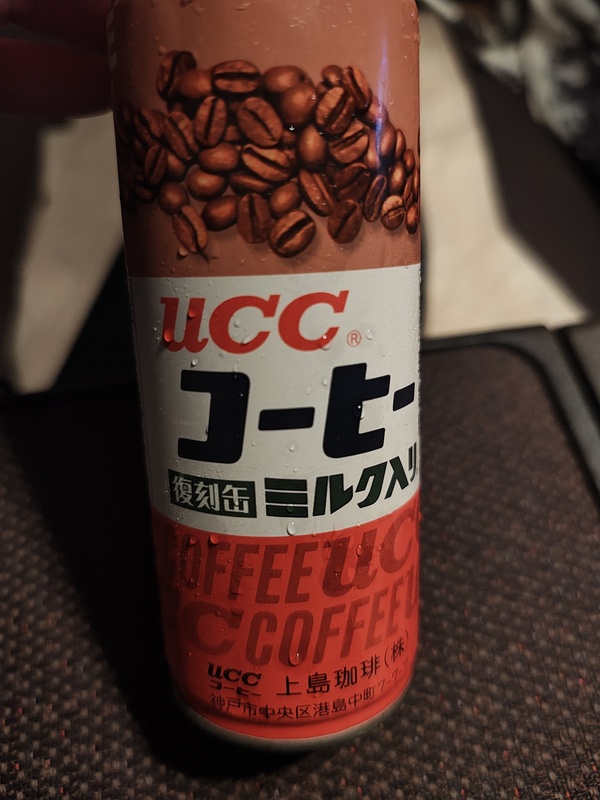 UCC®
コーヒー
復刻缶 ミルク入り
COFFEE UCC
UCC COFFEE U
UCC コーヒー 上島珈琲(株)
神戸市中央区港島中町7-7-